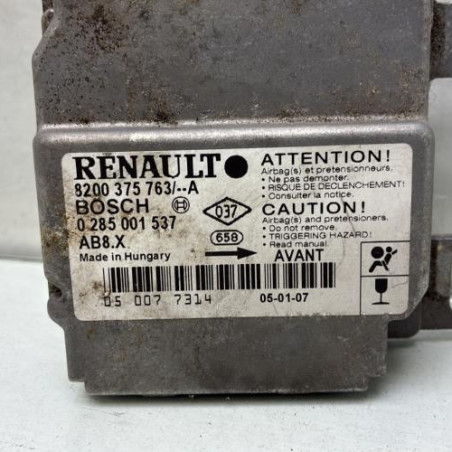 RENAULT
8200 375 763/--A
BOSCH
0 285 001 537
AB8.X
Made in Hungary
037
658
ATTENTION!
Airbag(s) et pretensionneurs.
• Ne pas demonter.
• RISQUE DE DECLENCHEMENT!
• Consulter la notice.
CAUTION!
Airbag(s) and pretensioners.
• Do not remove.
• TRIGGERING HAZARD!
• Read manual.
AVANT
05 007 7314
05-01-07